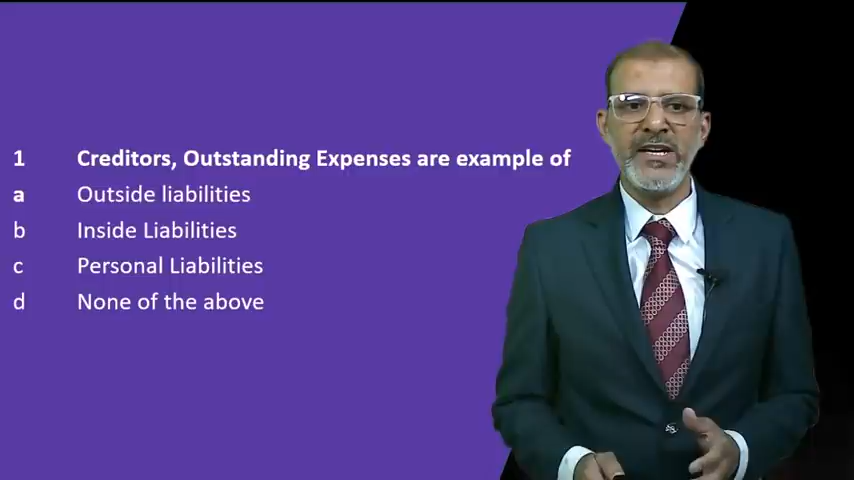 1 Creditors, Outstanding Expenses are example of
a Outside liabilities
b Inside Liabilities
c Personal Liabilities
d None of the above